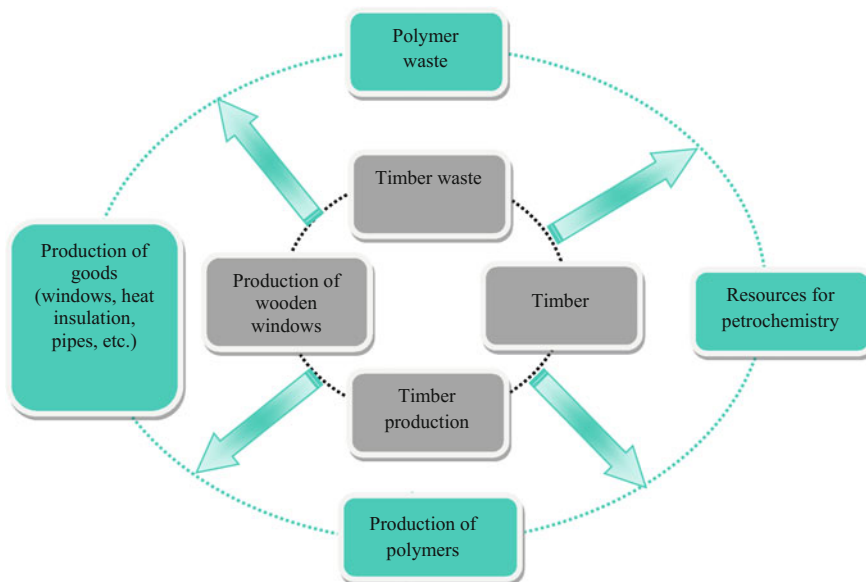 Polymer
waste
Timber waste
Production of
goods
(windows, heat
insulation,
pipes, etc.)
Production of
wooden
windows
Timber
Resources for
petrochemistry
Timber
production
Production of
polymers